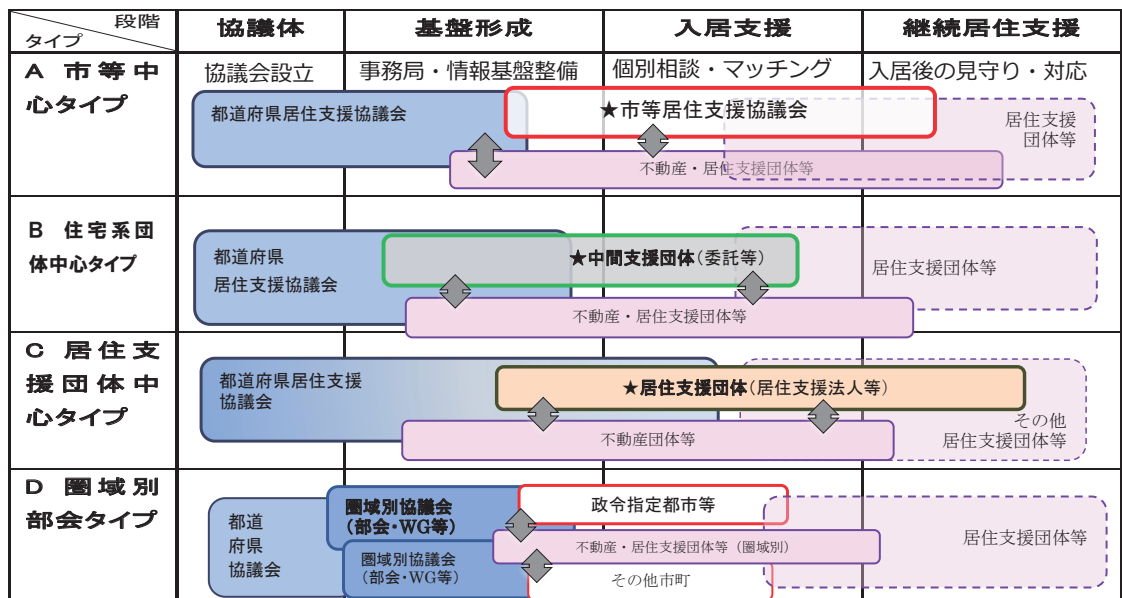 段階
タイプ
協議体
基盤形成
入居支援
継続居住支援
A 市等中
心タイプ
協議会設立
事務局・情報基盤整備
個別相談・マッチング
入居後の見守り・対応
都道府県居住支援協議会
★市等居住支援協議会
居住支援
団体等
不動産・居住支援団体等
B 住宅系団
体中心タイプ
都道府県
居住支援協議会
★中間支援団体(委託等)
居住支援団体等
不動産・居住支援団体等
C 居住支
援団体中
心タイプ
都道府県居住支援
協議会
★居住支援団体(居住支援法人等)
その他
居住支援団体等
不動産団体等
D 圏域別
部会タイプ
都道
府県
協議会
圏域別協議会
(部会・WG等)
政令指定都市等
不動産・居住支援団体等(圏域別)
居住支援団体等
圏域別協議会
(部会・WG等)
その他市町